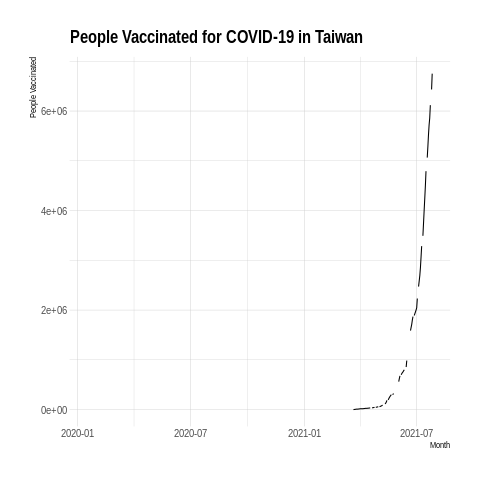 People Vaccinated for COVID-19 in Taiwan
People Vaccinated
6e+06
4e+06
2e+06
0e+00
2020-01 2020-07 2021-01 2021-07
Month